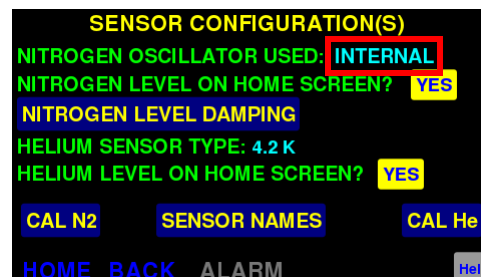 SENSOR CONFIGURATION(S)
NITROGEN OSCILLATOR USED: INTERNAL
NITROGEN LEVEL ON HOME SCREEN? YES
NITROGEN LEVEL DAMPING
HELIUM SENSOR TYPE: 4.2 K
HELIUM LEVEL ON HOME SCREEN? YES
CAL N2 SENSOR NAMES CAL He
HOME BACK ALARM Hel